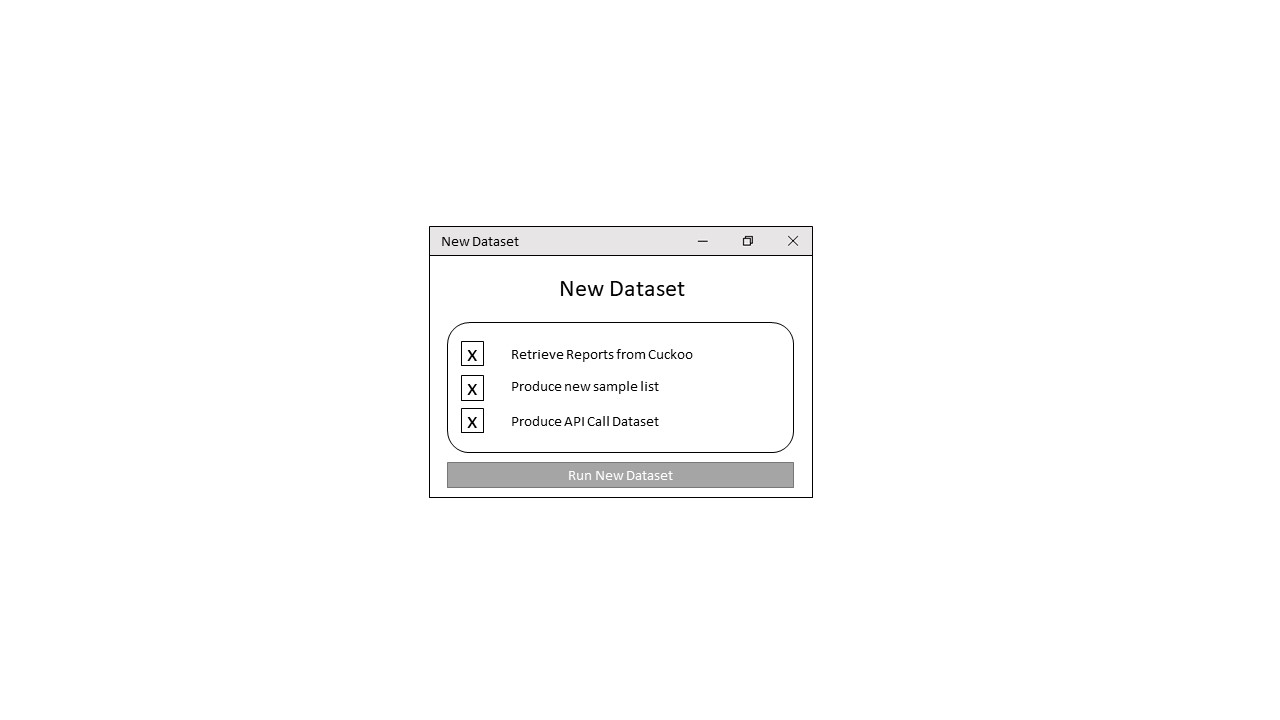 New Dataset
New Dataset
X Retrieve Reports from Cuckoo
X Produce new sample list
X Produce API Call Dataset
Run New Dataset